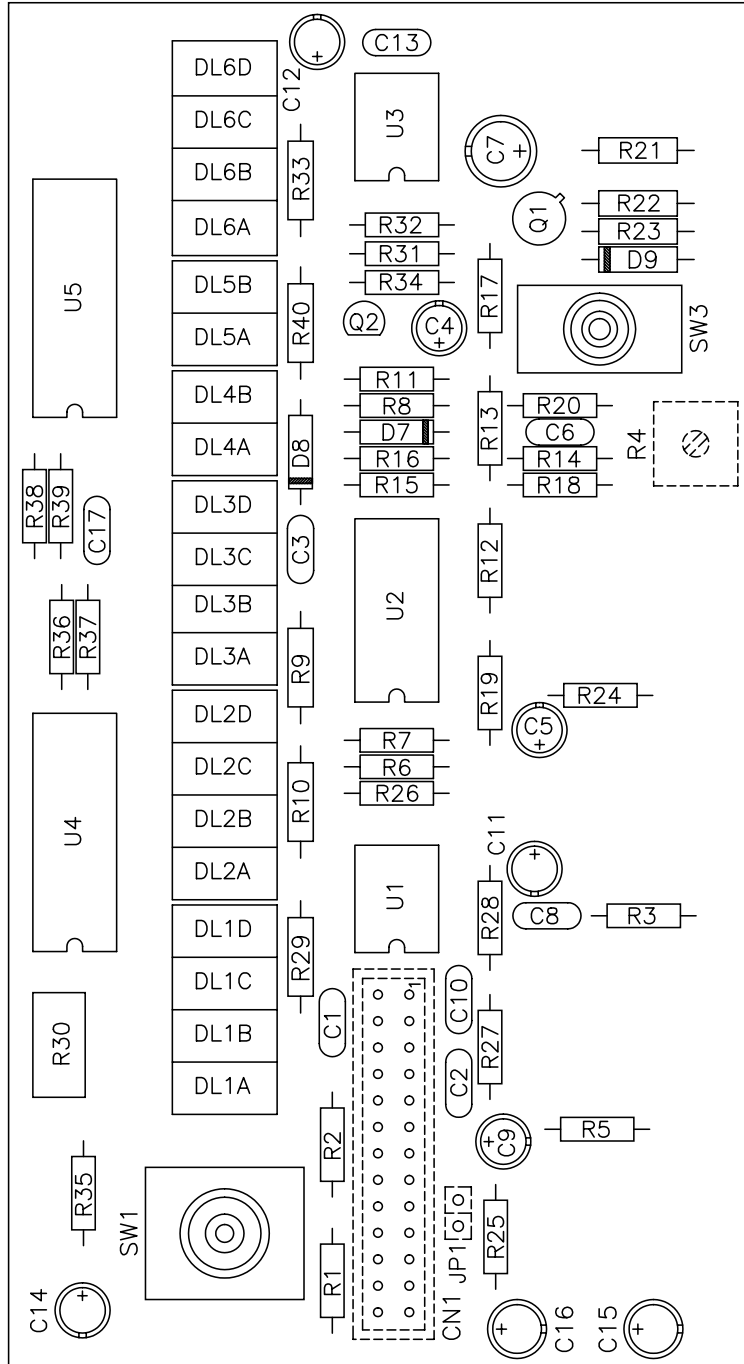 C13
DL6D
C12
DL6C
U3
C7
R21
DL6B
R33
DL6A
R32
Q1
R22
R31
R23
R34
D9
U5
DL5B
R40
R17
DL5A
Q2
C4
SW3
R11
DL4B
R8
R20
D7
R13
C6
R4
DL4A
D8
R16
R14
R15
R18
R38
R39
C17
DL3D
C3
DL3C
R12
DL3B
U2
R36
R37
DL3A
R9
R19
R24
DL2D
C5
R7
DL2C
R6
R10
R26
U4
DL2B
C11
DL2A
U1
DL1D
R28
C8
R3
R29
DL1C
1
C10
C1
R30
DL1B
R27
C2
DL1A
R2
C9
R5
R35
SW1
R25
JP1
R1
CN1
C14
C16
C15